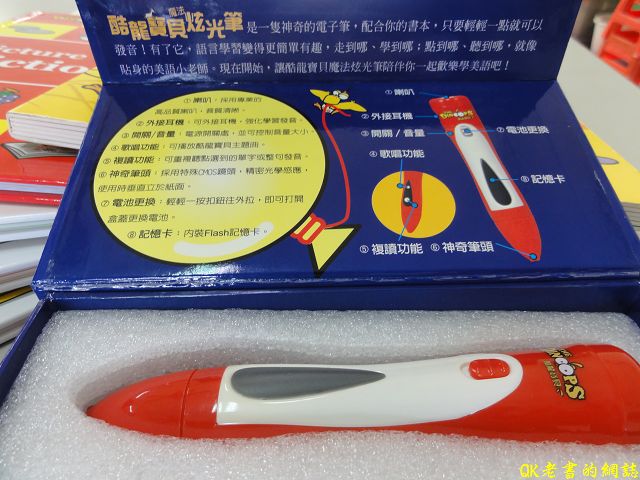 酷龍寶貝魔法炫光筆是一隻神奇的電子筆,配合你的書本,只要輕輕一點就可以
發音!有了它,語言學習變得更簡單有趣,走到哪、學到哪;點到哪、聽到哪,就像
貼身的美語小老師。現在開始,讓酷龍寶貝魔法炫光筆陪伴你一起歡樂學美語吧!
①喇叭:採用專業的
高品質喇叭,音質清晰。
②外接耳機:可外接耳機,強化學習發音。
③開關/音量:電源開關處,並可控制音量大小。
④歌唱功能:可播放酷龍寶貝主題曲。
⑤複讀功能:可重複聽點選到的單字或整句發音。
⑥神奇筆頭:採用特殊CMOS鏡頭,精密光學感應,
使用時垂直立於紙面。
⑦電池更換:輕輕一按扣鈕往外拉,即可打開
盒蓋更換電池。
⑧記憶卡:內裝Flash記憶卡。
①喇叭
②外接耳機
③開關/音量
④歌唱功能
⑤複讀功能
⑥神奇筆頭
⑦電池更換
⑧記憶卡
Picture
QK老書的網誌